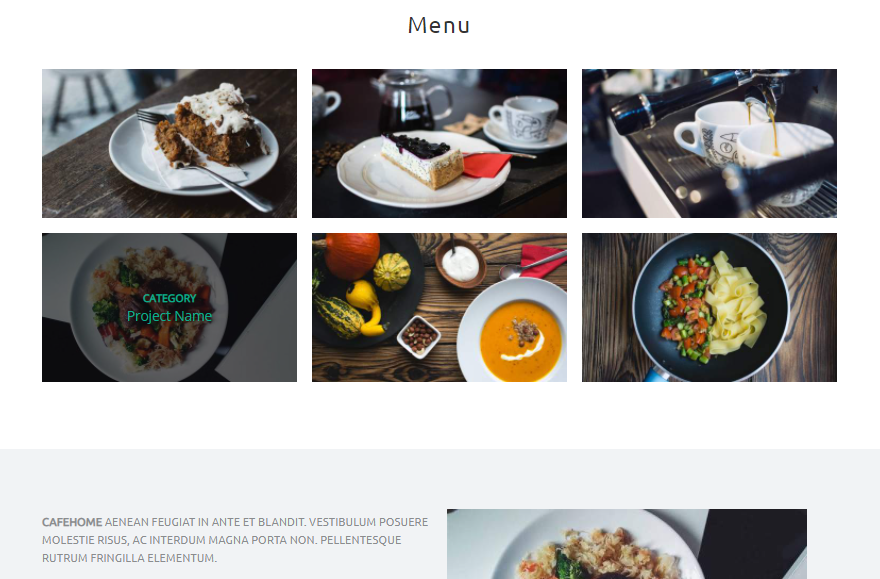 Menu
CATEGORY
Project Name
CAFEHOME AENEAN FEUGIAT IN ANTE ET BLANDIT. VESTIBULUM POSUERE
MOLESTIE RISUS, AC INTERDUM MAGNA PORTA NON. PELLENTESQUE
RUTRUM FRINGILLA ELEMENTUM.